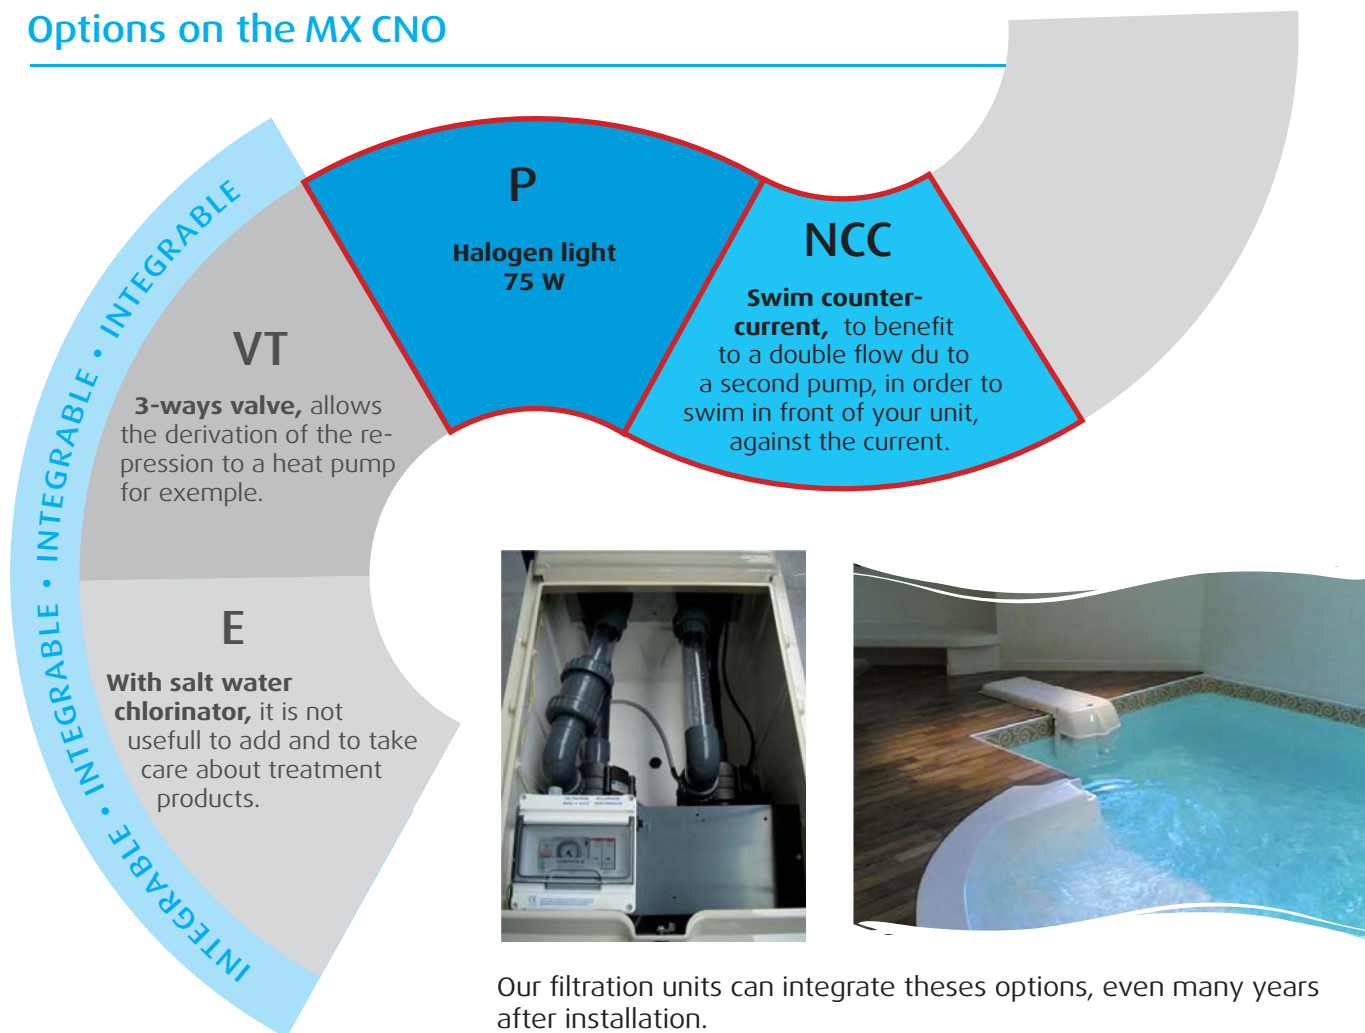 Options on the MX CNO
P
Halogen light
75 W
NCC
Swim counter-
current, to benefit
to a double flow du to
a second pump, in order to
swim in front of your unit,
against the current.
VT
3-ways valve, allows
the derivation of the re-
pression to a heat pump
for exemple.
E
With salt water
chlorinator, it is not
usefull to add and to take
care about treatment
products.
INTEGRABLE • INTEGRABLE • INTEGRABLE • INTEGRABLE • INTEGRABLE
Our filtration units can integrate theses options, even many years
after installation.